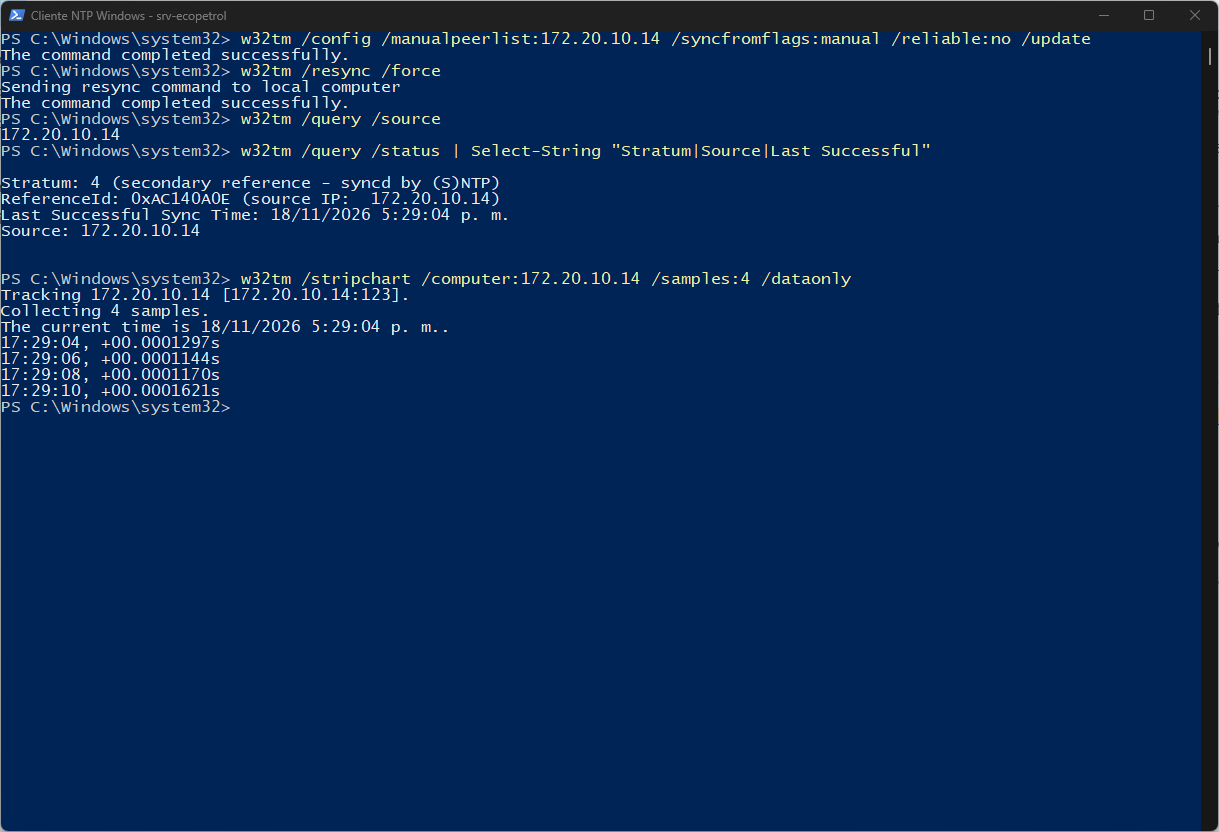 Cliente NTP Windows - srv-ecopetrol
PS C:\Windows\system32> w32tm /config /manualpeerlist:172.20.10.14 /syncfromflags:manual /reliable:no /update
The command completed successfully.
PS C:\Windows\system32> w32tm /resync /force
Sending resync command to local computer
The command completed successfully.
PS C:\Windows\system32> w32tm /query /source
172.20.10.14
PS C:\Windows\system32> w32tm /query /status | Select-String "Stratum|Source|Last Successful"
Stratum: 4 (secondary reference - syncd by (S)NTP)
ReferenceId: 0xAC140A0E (source IP:  172.20.10.14)
Last Successful Sync Time: 18/11/2026 5:29:04 p. m.
Source: 172.20.10.14
PS C:\Windows\system32> w32tm /stripchart /computer:172.20.10.14 /samples:4 /dataonly
Tracking 172.20.10.14 [172.20.10.14:123].
Collecting 4 samples.
The current time is 18/11/2026 5:29:04 p. m..
17:29:04, +00.0001297s
17:29:06, +00.0001144s
17:29:08, +00.0001170s
17:29:10, +00.0001621s
PS C:\Windows\system32>